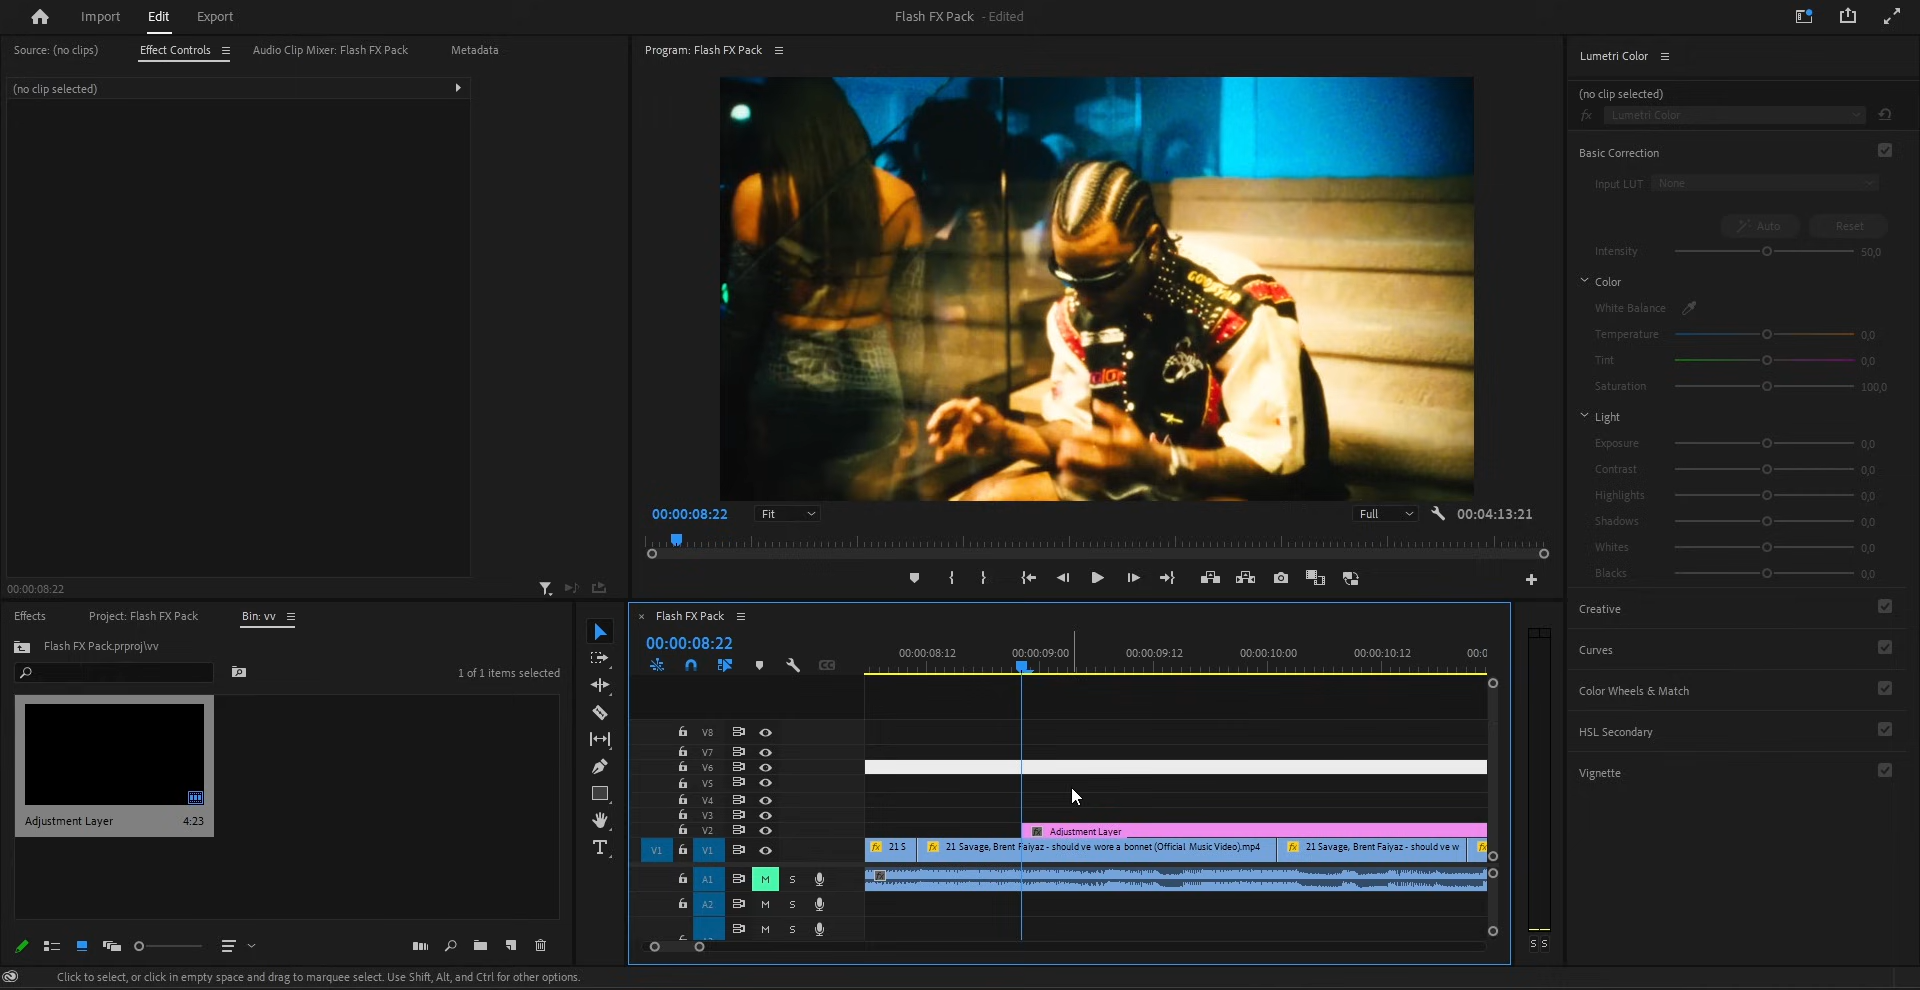 Import Edit Export
Flash FX Pack - Edited
Source: (no clips) Effect Controls Audio Clip Mixer: Flash FX Pack Metadata
(no clip selected)
00:00:08:22
Program: Flash FX Pack
00:00:08:22 Fit Full 00:04:13:21
Lumetri Color
(no clip selected)
fx Lumetri Color
Basic Correction
Input LUT None
Auto Reset
Intensity 50,0
Color
White Balance
Temperature 0,0
Tint 0,0
Saturation 100,0
Light
Exposure 0,0
Contrast 0,0
Highlights 0,0
Shadows 0,0
Whites 0,0
Blacks 0,0
Creative
Curves
Color Wheels & Match
HSL Secondary
Vignette
Effects Project: Flash FX Pack Bin: vv
Flash FX Pack.prproj\vv
1 of 1 items selected
Adjustment Layer 4:23
× Flash FX Pack
00:00:08:22
00:00:08:12 00:00:09:00 00:00:09:12 00:00:10:00 00:00:10:12 00:0
V8
V7
V6
V5
V4
V3
V2 fx Adjustment Layer
V1 V1 fx 21 S fx 21 Savage, Brent Faiyaz - should ve wore a bonnet (Official Music Video).mp4 fx 21 Savage, Brent Faiyaz - should ve w fx
A1 M S fx
A2 M S
M S
S S
Click to select, or click in empty space and drag to marquee select. Use Shift, Alt, and Ctrl for other options.